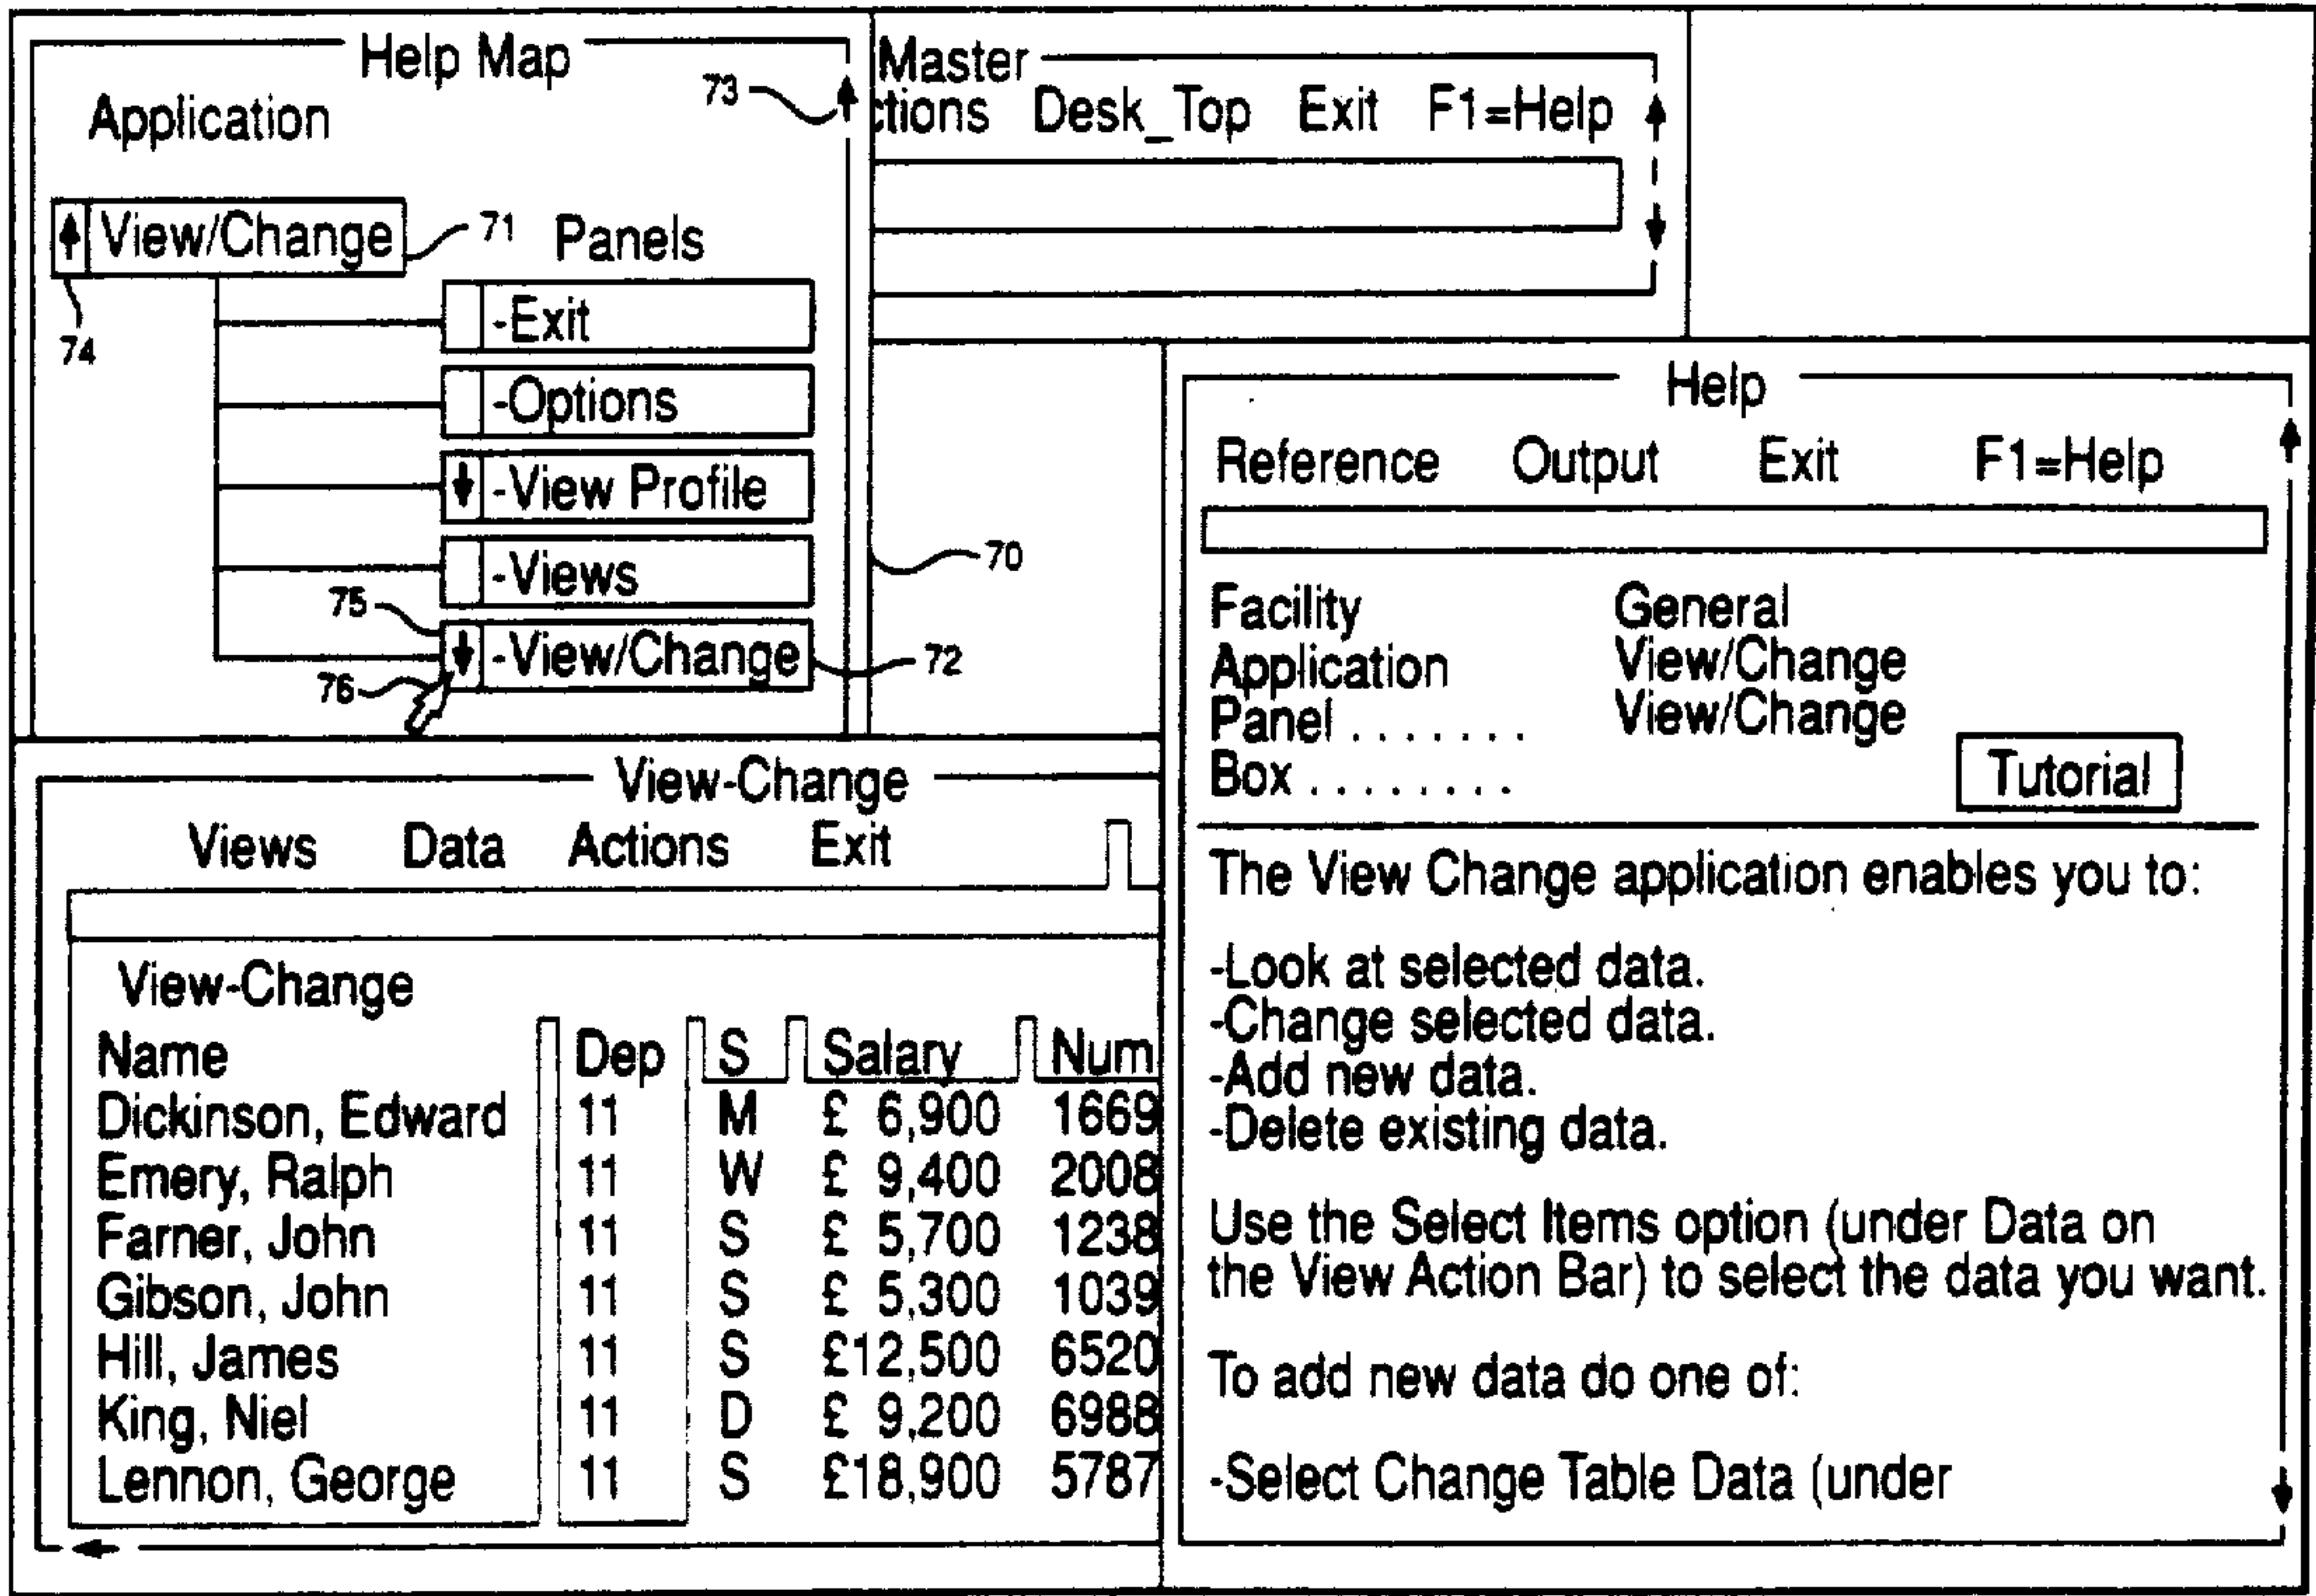 Help Map
Application
73
View/Change
71
Panels
74
-Exit
-Options
-View Profile
-Views
75
-View/Change
72
76
70
Master
ctions Desk_Top Exit F1=Help
View-Change
Views Data Actions Exit
View-Change
Name Dep S Salary Num
Dickinson, Edward 11 M £ 6,900 1669
Emery, Ralph 11 W £ 9,400 2008
Farner, John 11 S £ 5,700 1238
Gibson, John 11 S £ 5,300 1039
Hill, James 11 S £12,500 6520
King, Niel 11 D £ 9,200 6988
Lennon, George 11 S £18,900 5787
Help
Reference Output Exit F1=Help
Facility General
Application View/Change
Panel . . . . . . . View/Change
Box . . . . . . . .
Tutorial
The View Change application enables you to:
-Look at selected data.
-Change selected data.
-Add new data.
-Delete existing data.
Use the Select Items option (under Data on
the View Action Bar) to select the data you want.
To add new data do one of:
-Select Change Table Data (under